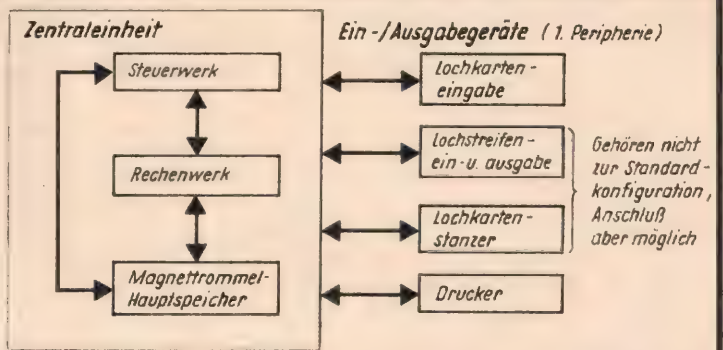 Zentraleinheit
Steuerwerk
Rechenwerk
Magnettrommel-
Hauptspeicher
Ein-/Ausgabegeräte (1. Peripherie)
Lochkarten-
eingabe
Lochstreifen-
ein-u. ausgabe
Lochkarten-
stanzer
Drucker
Gehören nicht
zur Standard-
konfiguration,
Anschluß
aber möglich